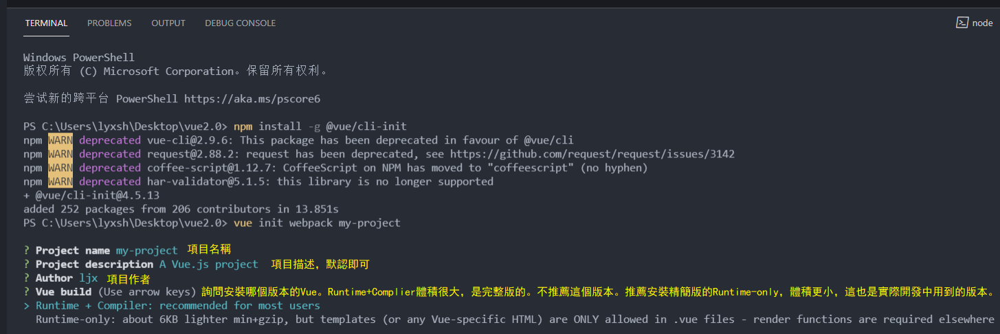 TERMINAL PROBLEMS OUTPUT DEBUG CONSOLE node
Windows PowerShell
版权所有 (C) Microsoft Corporation。保留所有权利。
尝试新的跨平台 PowerShell https://aka.ms/pscore6
PS C:\Users\lyxsh\Desktop\vue2.0> npm install -g @vue/cli-init
npm WARN deprecated vue-cli@2.9.6: This package has been deprecated in favour of @vue/cli
npm WARN deprecated request@2.88.2: request has been deprecated, see https://github.com/request/request/issues/3142
npm WARN deprecated coffee-script@1.12.7: CoffeeScript on NPM has moved to "coffeescript" (no hyphen)
npm WARN deprecated har-validator@5.1.5: this library is no longer supported
+ @vue/cli-init@4.5.13
added 252 packages from 206 contributors in 13.851s
PS C:\Users\lyxsh\Desktop\vue2.0> vue init webpack my-project
? Project name my-project 項目名稱
? Project description A Vue.js project 項目描述，默認即可
? Author ljx 項目作者
? Vue build (Use arrow keys) 詢問安裝哪個版本的Vue。Runtime+Complier體積很大，是完整版的。不推薦這個版本。推薦安裝精簡版的Runtime-only，體積更小，這也是實際開發中用到的版本。
> Runtime + Compiler: recommended for most users
Runtime-only: about 6KB lighter min+gzip, but templates (or any Vue-specific HTML) are ONLY allowed in .vue files - render functions are required elsewhere